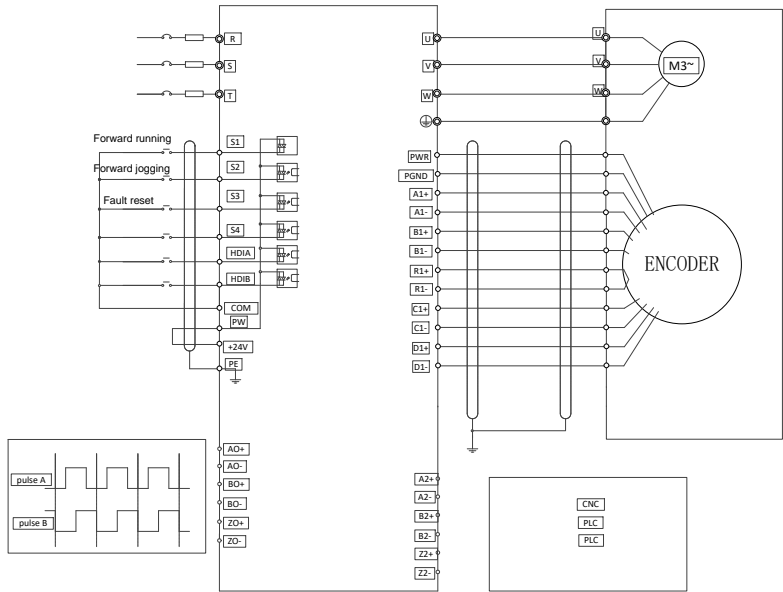 R
S
T
U
V
W
U
V
W
M3~
Forward running
Forward jogging
Fault reset
S1
S2
S3
S4
HDIA
HDIB
COM
PW
+24V
PE
PWR
PGND
A1+
A1-
B1+
B1-
R1+
R1-
C1+
C1-
D1+
D1-
ENCODER
pulse A
pulse B
AO+
AO-
BO+
BO-
ZO+
ZO-
A2+
A2-
B2+
B2-
Z2+
Z2-
CNC
PLC
PLC